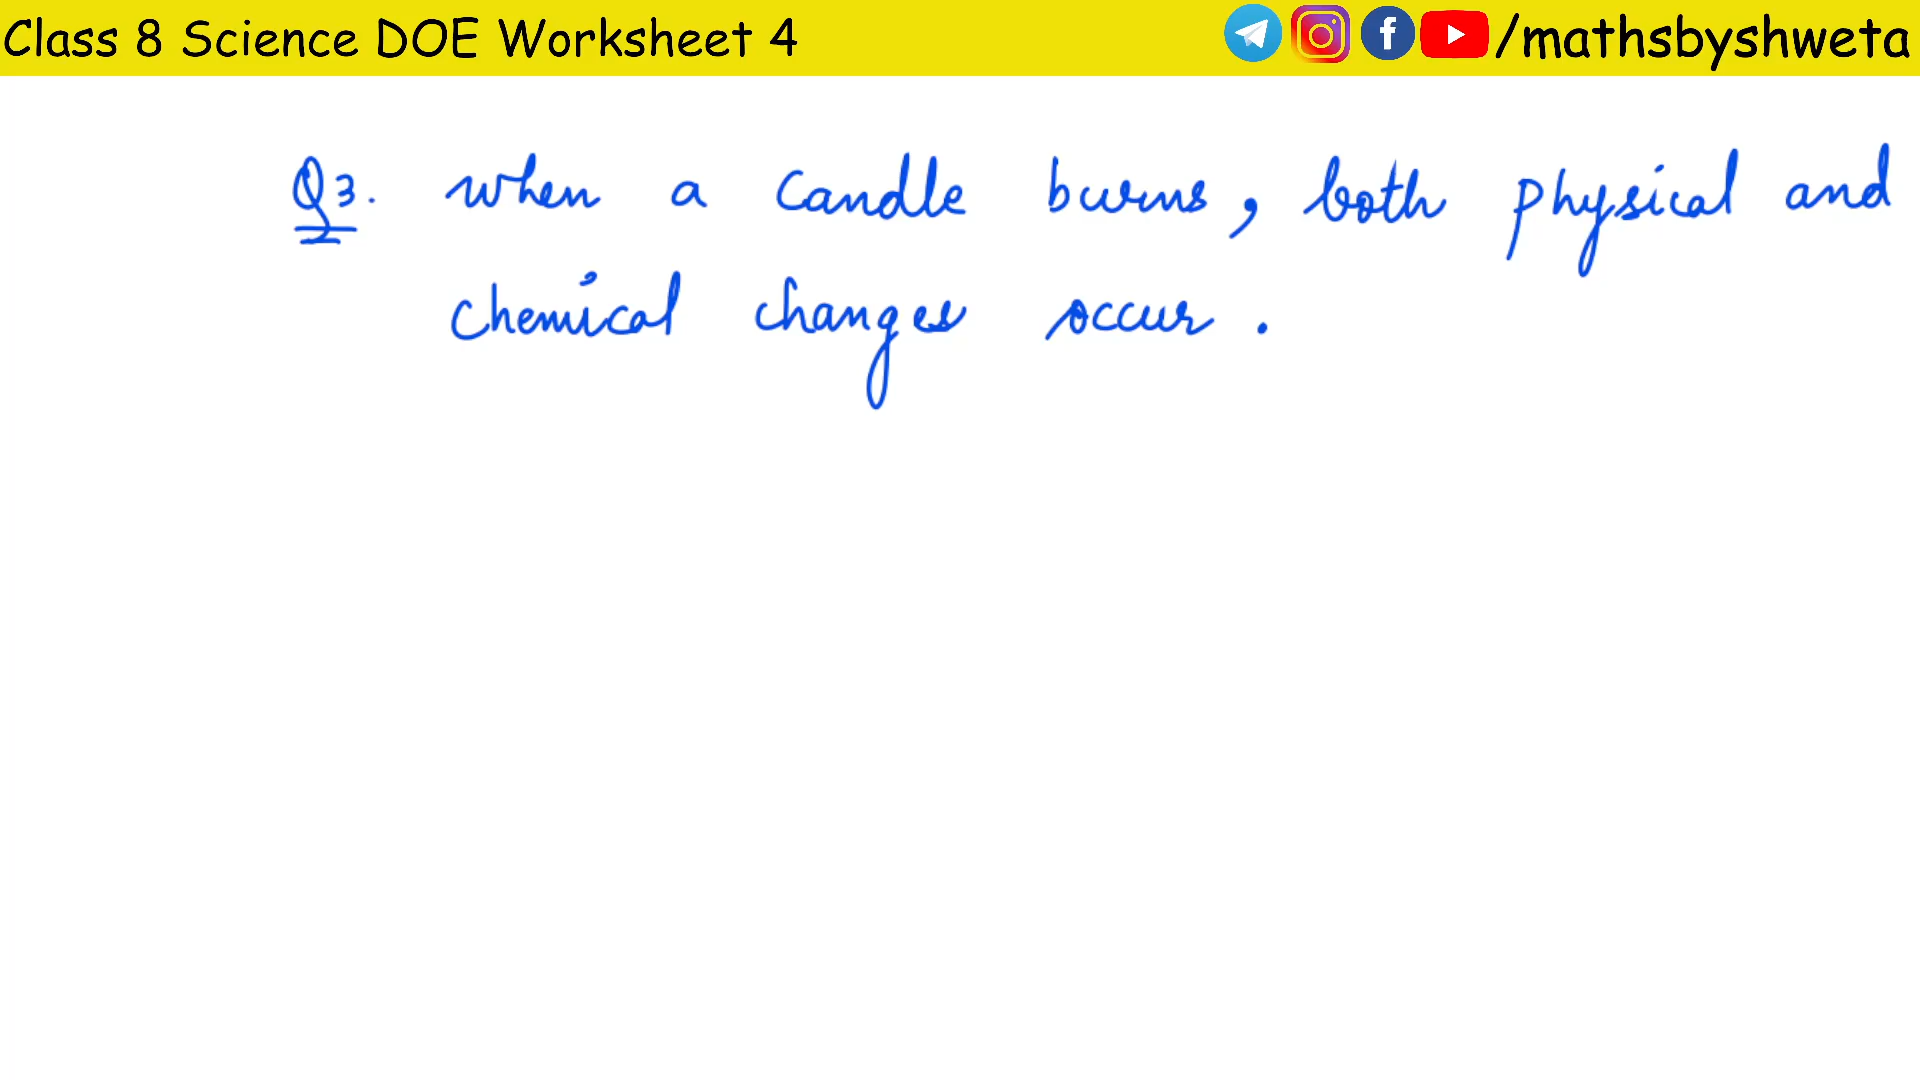 Class 8 Science DOE Worksheet 4
/mathsbyshweta
Q3. when a candle burns, both physical and
chemical changes occur.